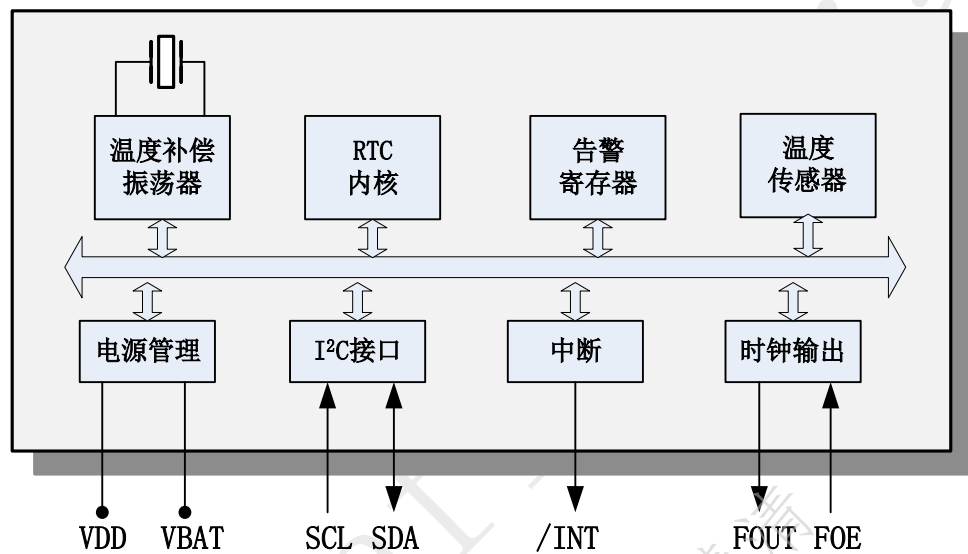 温度补偿
振荡器
RTC
内核
告警
寄存器
温度
传感器
电源管理
I²C接口
中断
时钟输出
VDD VBAT SCL SDA /INT FOUT FOE